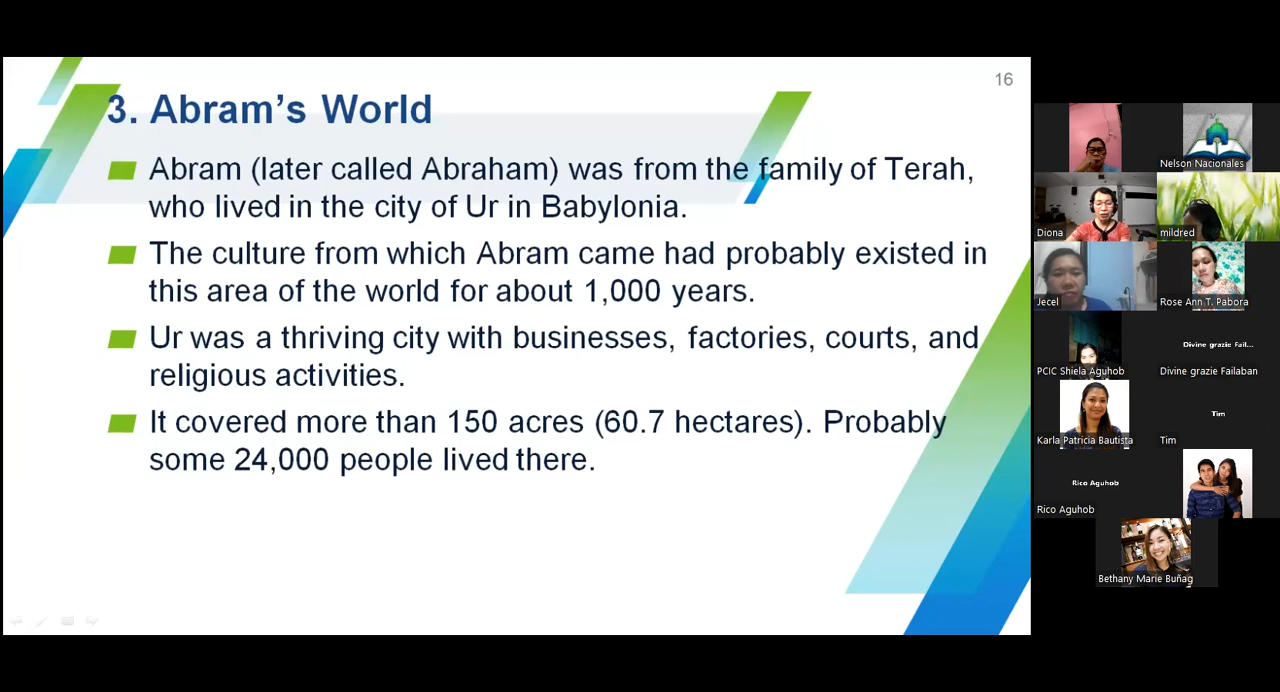 16
3. Abram's World
Abram (later called Abraham) was from the family of Terah,
who lived in the city of Ur in Babylonia.
The culture from which Abram came had probably existed in
this area of the world for about 1,000 years.
Ur was a thriving city with businesses, factories, courts, and
religious activities.
It covered more than 150 acres (60.7 hectares). Probably
some 24,000 people lived there.
Nelson Nacionales
Diona
mildred
Jecel
Rose Ann T. Pabora
PCIC Shiela Aguhob
Divine grazie Fail...
Divine grazie Failaban
Karla Patricia Bautista
Tim
Tim
Rico Aguhob
Rico Aguhob
Bethany Marie Buñag